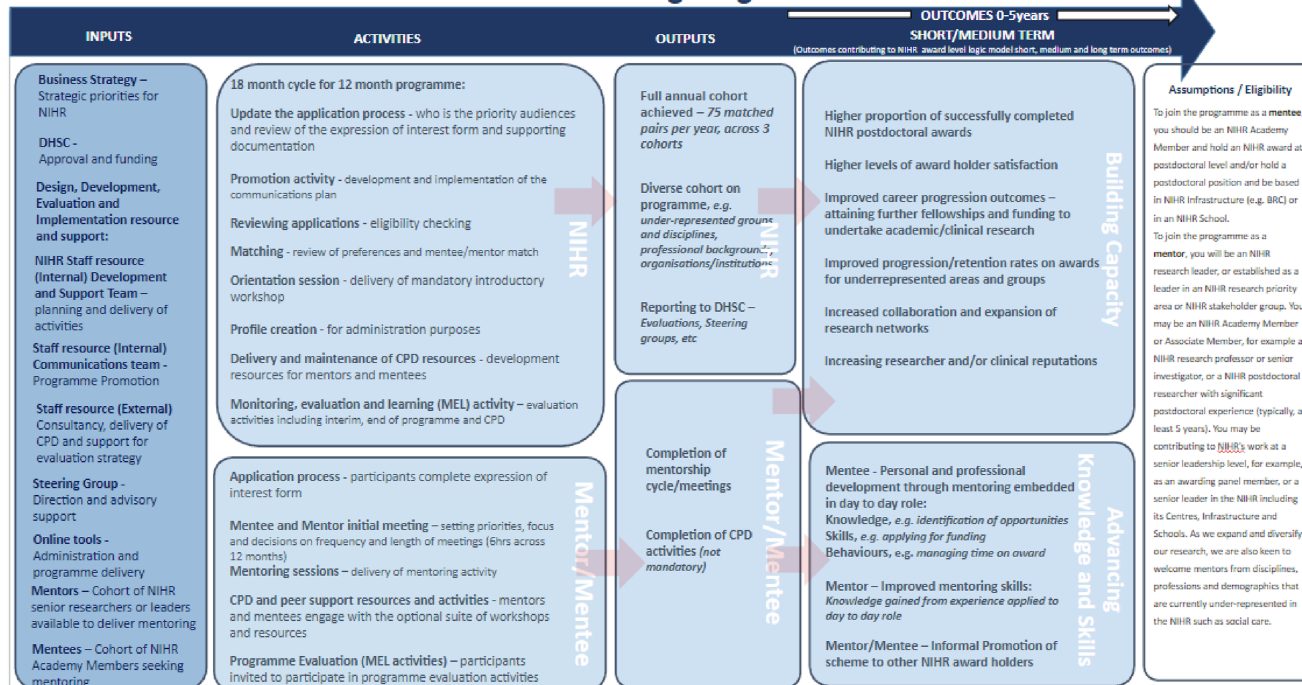 INPUTS
ACTIVITIES
OUTPUTS
OUTCOMES 0-5years
SHORT/MEDIUM TERM
(Outcomes contributing to NIHR award level logic model short, medium and long term outcomes)
Business Strategy –
Strategic priorities for
NIHR
DHSC -
Approval and funding
Design, Development,
Evaluation and
Implementation resource
and support:
NIHR Staff resource
(Internal) Development
and Support Team –
planning and delivery of
activities
Staff resource (Internal)
Communications team -
Programme Promotion
Staff resource (External)
Consultancy, delivery of
CPD and support for
evaluation strategy
Steering Group -
Direction and advisory
support
Online tools -
Administration and
programme delivery
Mentors – Cohort of NIHR
senior researchers or leaders
available to deliver mentoring
Mentees – Cohort of NIHR
Academy Members seeking
mentoring
18 month cycle for 12 month programme:
Update the application process - who is the priority audiences
and review of the expression of interest form and supporting
documentation
Promotion activity - development and implementation of the
communications plan
Reviewing applications - eligibility checking
Matching - review of preferences and mentee/mentor match
Orientation session - delivery of mandatory introductory
workshop
Profile creation - for administration purposes
Delivery and maintenance of CPD resources - development
resources for mentors and mentees
Monitoring, evaluation and learning (MEL) activity – evaluation
activities including interim, end of programme and CPD
NIHR
Application process - participants complete expression of
interest form
Mentee and Mentor initial meeting – setting priorities, focus
and decisions on frequency and length of meetings (6hrs across
12 months)
Mentoring sessions – delivery of mentoring activity
CPD and peer support resources and activities - mentors
and mentees engage with the optional suite of workshops
and resources
Programme Evaluation (MEL activities) – participants
invited to participate in programme evaluation activities
Mentor/Mentee
Full annual cohort
achieved – 75 matched
pairs per year, across 3
cohorts
Diverse cohort on
programme, e.g.
under-represented groups
and disciplines,
professional backgrounds,
organisations/institutions
Reporting to DHSC –
Evaluations, Steering
groups, etc
NIHR
Completion of
mentorship
cycle/meetings
Completion of CPD
activities (not
mandatory)
Mentor/Mentee
Higher proportion of successfully completed
NIHR postdoctoral awards
Higher levels of award holder satisfaction
Improved career progression outcomes –
attaining further fellowships and funding to
undertake academic/clinical research
Improved progression/retention rates on awards
for underrepresented areas and groups
Increased collaboration and expansion of
research networks
Increasing researcher and/or clinical reputations
Building Capacity
Mentee - Personal and professional
development through mentoring embedded
in day to day role:
Knowledge, e.g. identification of opportunities
Skills, e.g. applying for funding
Behaviours, e.g. managing time on award
Mentor – Improved mentoring skills:
Knowledge gained from experience applied to
day to day role
Mentor/Mentee – Informal Promotion of
scheme to other NIHR award holders
Advancing
Knowledge and Skills
Assumptions / Eligibility
To join the programme as a mentee
you should be an NIHR Academy
Member and hold an NIHR award at
postdoctoral level and/or hold a
postdoctoral position and be based
in NIHR Infrastructure (e.g. BRC) or
in an NIHR School.
To join the programme as a
mentor, you will be an NIHR
research leader, or established as a
leader in an NIHR research priority
area or NIHR stakeholder group. You
may be an NIHR Academy Member
or Associate Member, for example a
NIHR research professor or senior
investigator, or a NIHR postdoctoral
researcher with significant
postdoctoral experience (typically, a
least 5 years). You may be
contributing to NIHR's work at a
senior leadership level, for example,
as an awarding panel member, or a
senior leader in the NIHR including
its Centres, Infrastructure and
Schools. As we expand and diversify
our research, we are also keen to
welcome mentors from disciplines,
professions and demographics that
are currently under-represented in
the NIHR such as social care.